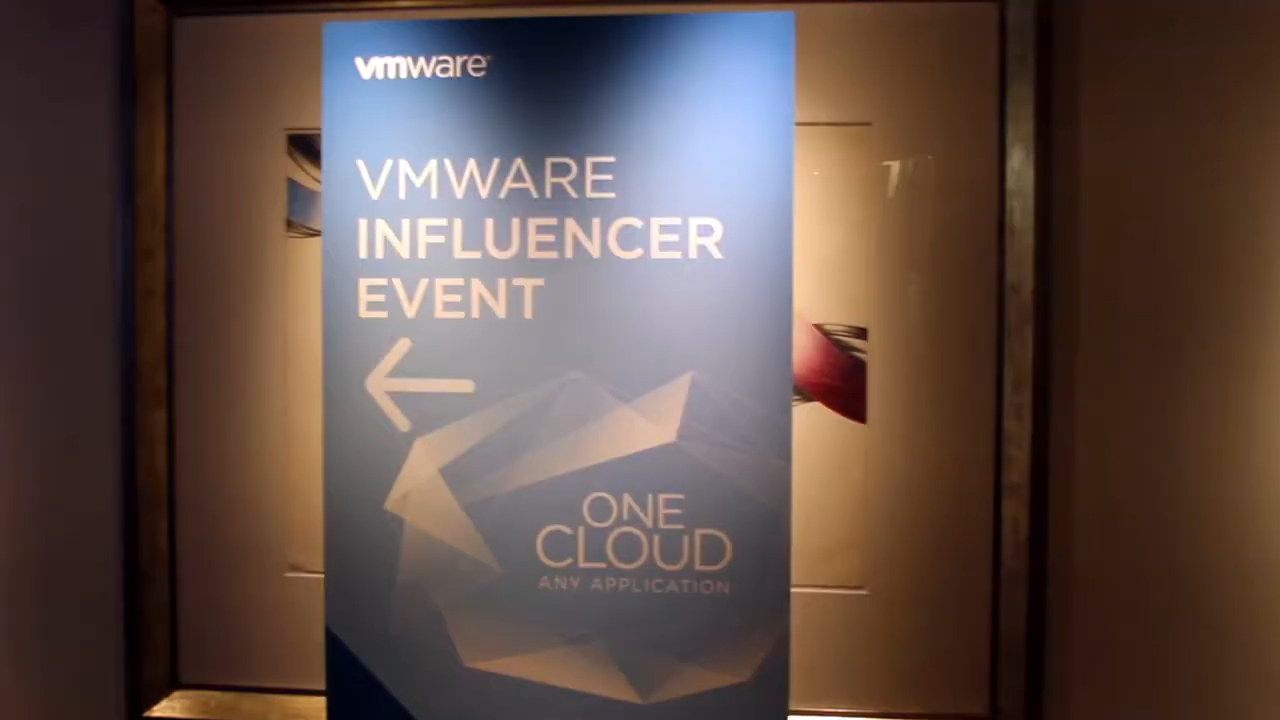 vmware
VMWARE
INFLUENCER
EVENT
ONE
CLOUD
ANY APPLICATION